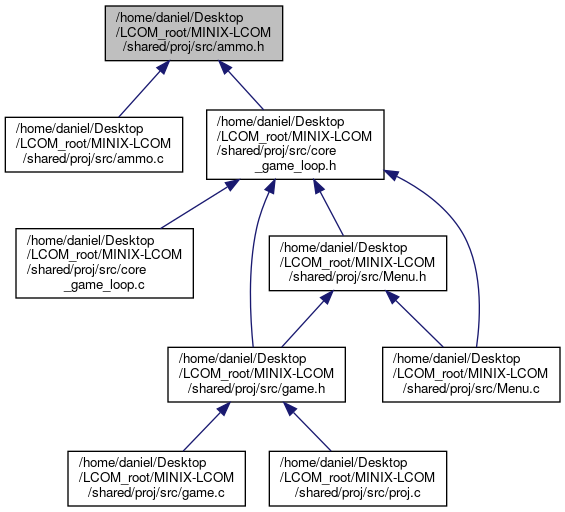 /home/daniel/Desktop
/LCOM_root/MINIX-LCOM
/shared/proj/src/ammo.h
/home/daniel/Desktop
/LCOM_root/MINIX-LCOM
/shared/proj/src/ammo.c
/home/daniel/Desktop
/LCOM_root/MINIX-LCOM
/shared/proj/src/core
_game_loop.h
/home/daniel/Desktop
/LCOM_root/MINIX-LCOM
/shared/proj/src/core
_game_loop.c
/home/daniel/Desktop
/LCOM_root/MINIX-LCOM
/shared/proj/src/Menu.h
/home/daniel/Desktop
/LCOM_root/MINIX-LCOM
/shared/proj/src/game.h
/home/daniel/Desktop
/LCOM_root/MINIX-LCOM
/shared/proj/src/Menu.c
/home/daniel/Desktop
/LCOM_root/MINIX-LCOM
/shared/proj/src/game.c
/home/daniel/Desktop
/LCOM_root/MINIX-LCOM
/shared/proj/src/proj.c